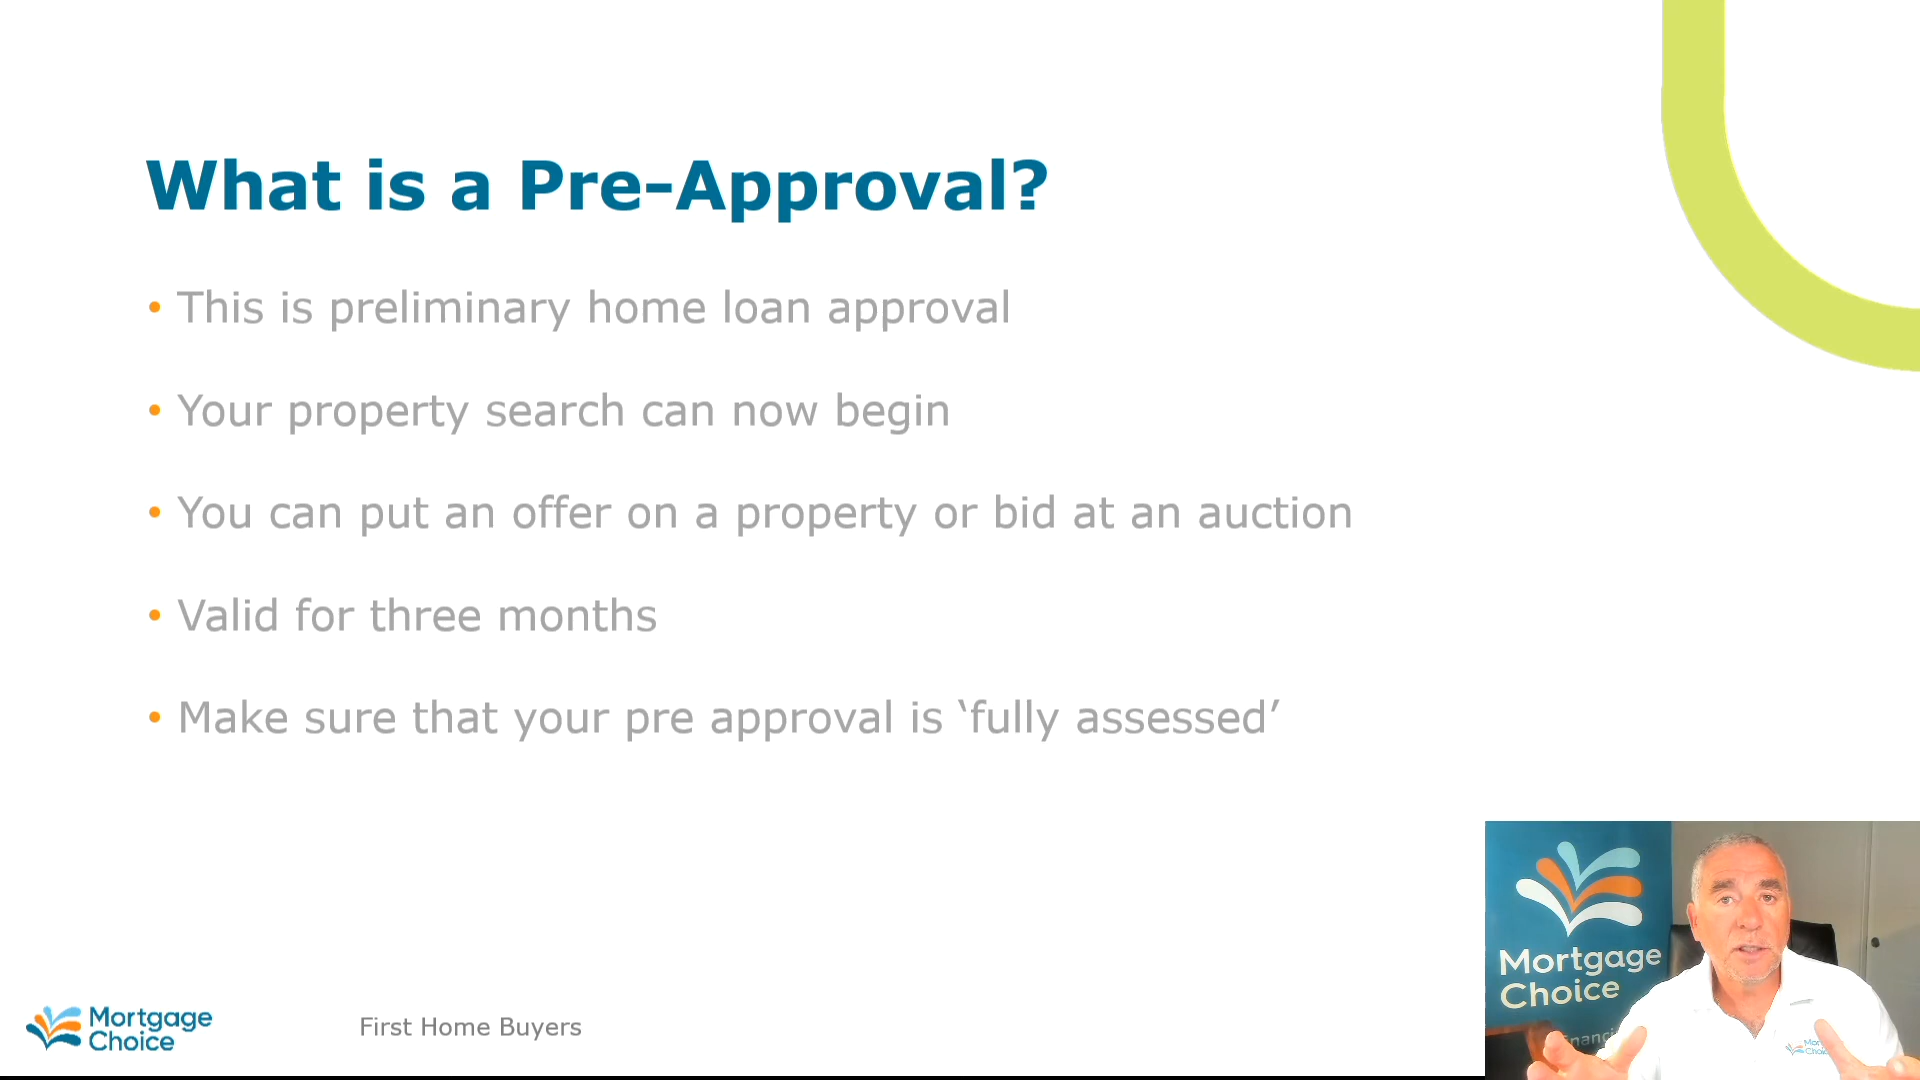 What is a Pre-Approval?
• This is preliminary home loan approval
• Your property search can now begin
• You can put an offer on a property or bid at an auction
• Valid for three months
• Make sure that your pre approval is ‘fully assessed’
Mortgage
Choice
First Home Buyers
Mortgage
Choice